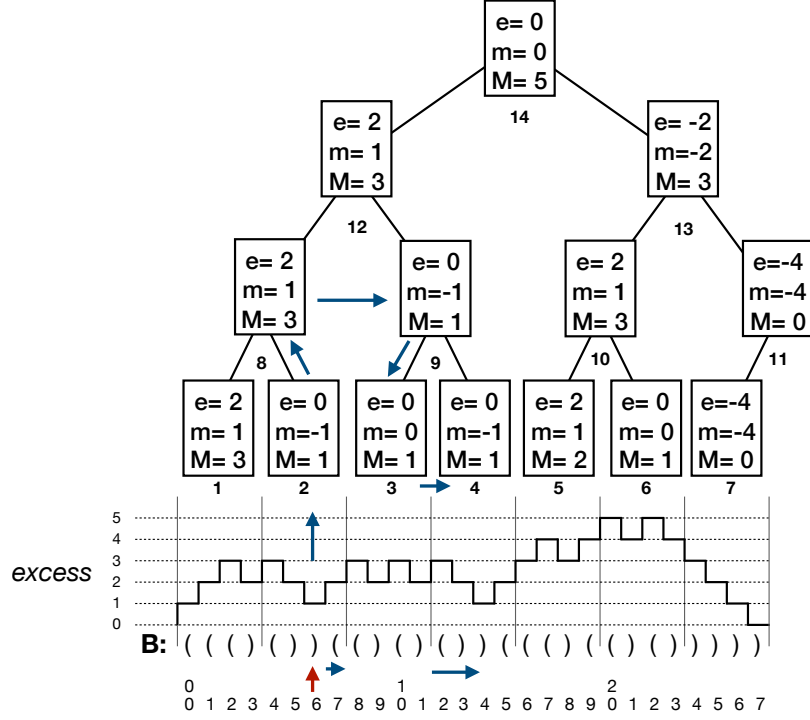 e= 0
m= 0
M= 5
14
e= 2
m= 1
M= 3
12
e= -2
m=-2
M= 3
13
e= 2
m= 1
M= 3
8
e= 0
m=-1
M= 1
9
e= 2
m= 1
M= 3
10
e=-4
m=-4
M= 0
11
e= 2
m= 1
M= 3
1
e= 0
m=-1
M= 1
2
e= 0
m= 0
M= 1
3
e= 0
m=-1
M= 1
4
e= 2
m= 1
M= 2
5
e= 0
m= 0
M= 1
6
e=-4
m=-4
M= 0
7
excess
5
4
3
2
1
0
B: ( ( ( ) ( ) ) ( ( ) ( ) ( ) ) ( ( ( ) ( ( ) ( ) ) ) ) )
0 1 2
0 1 2 3 4 5 6 7 8 9 0 1 2 3 4 5 6 7 8 9 0 1 2 3 4 5 6 7